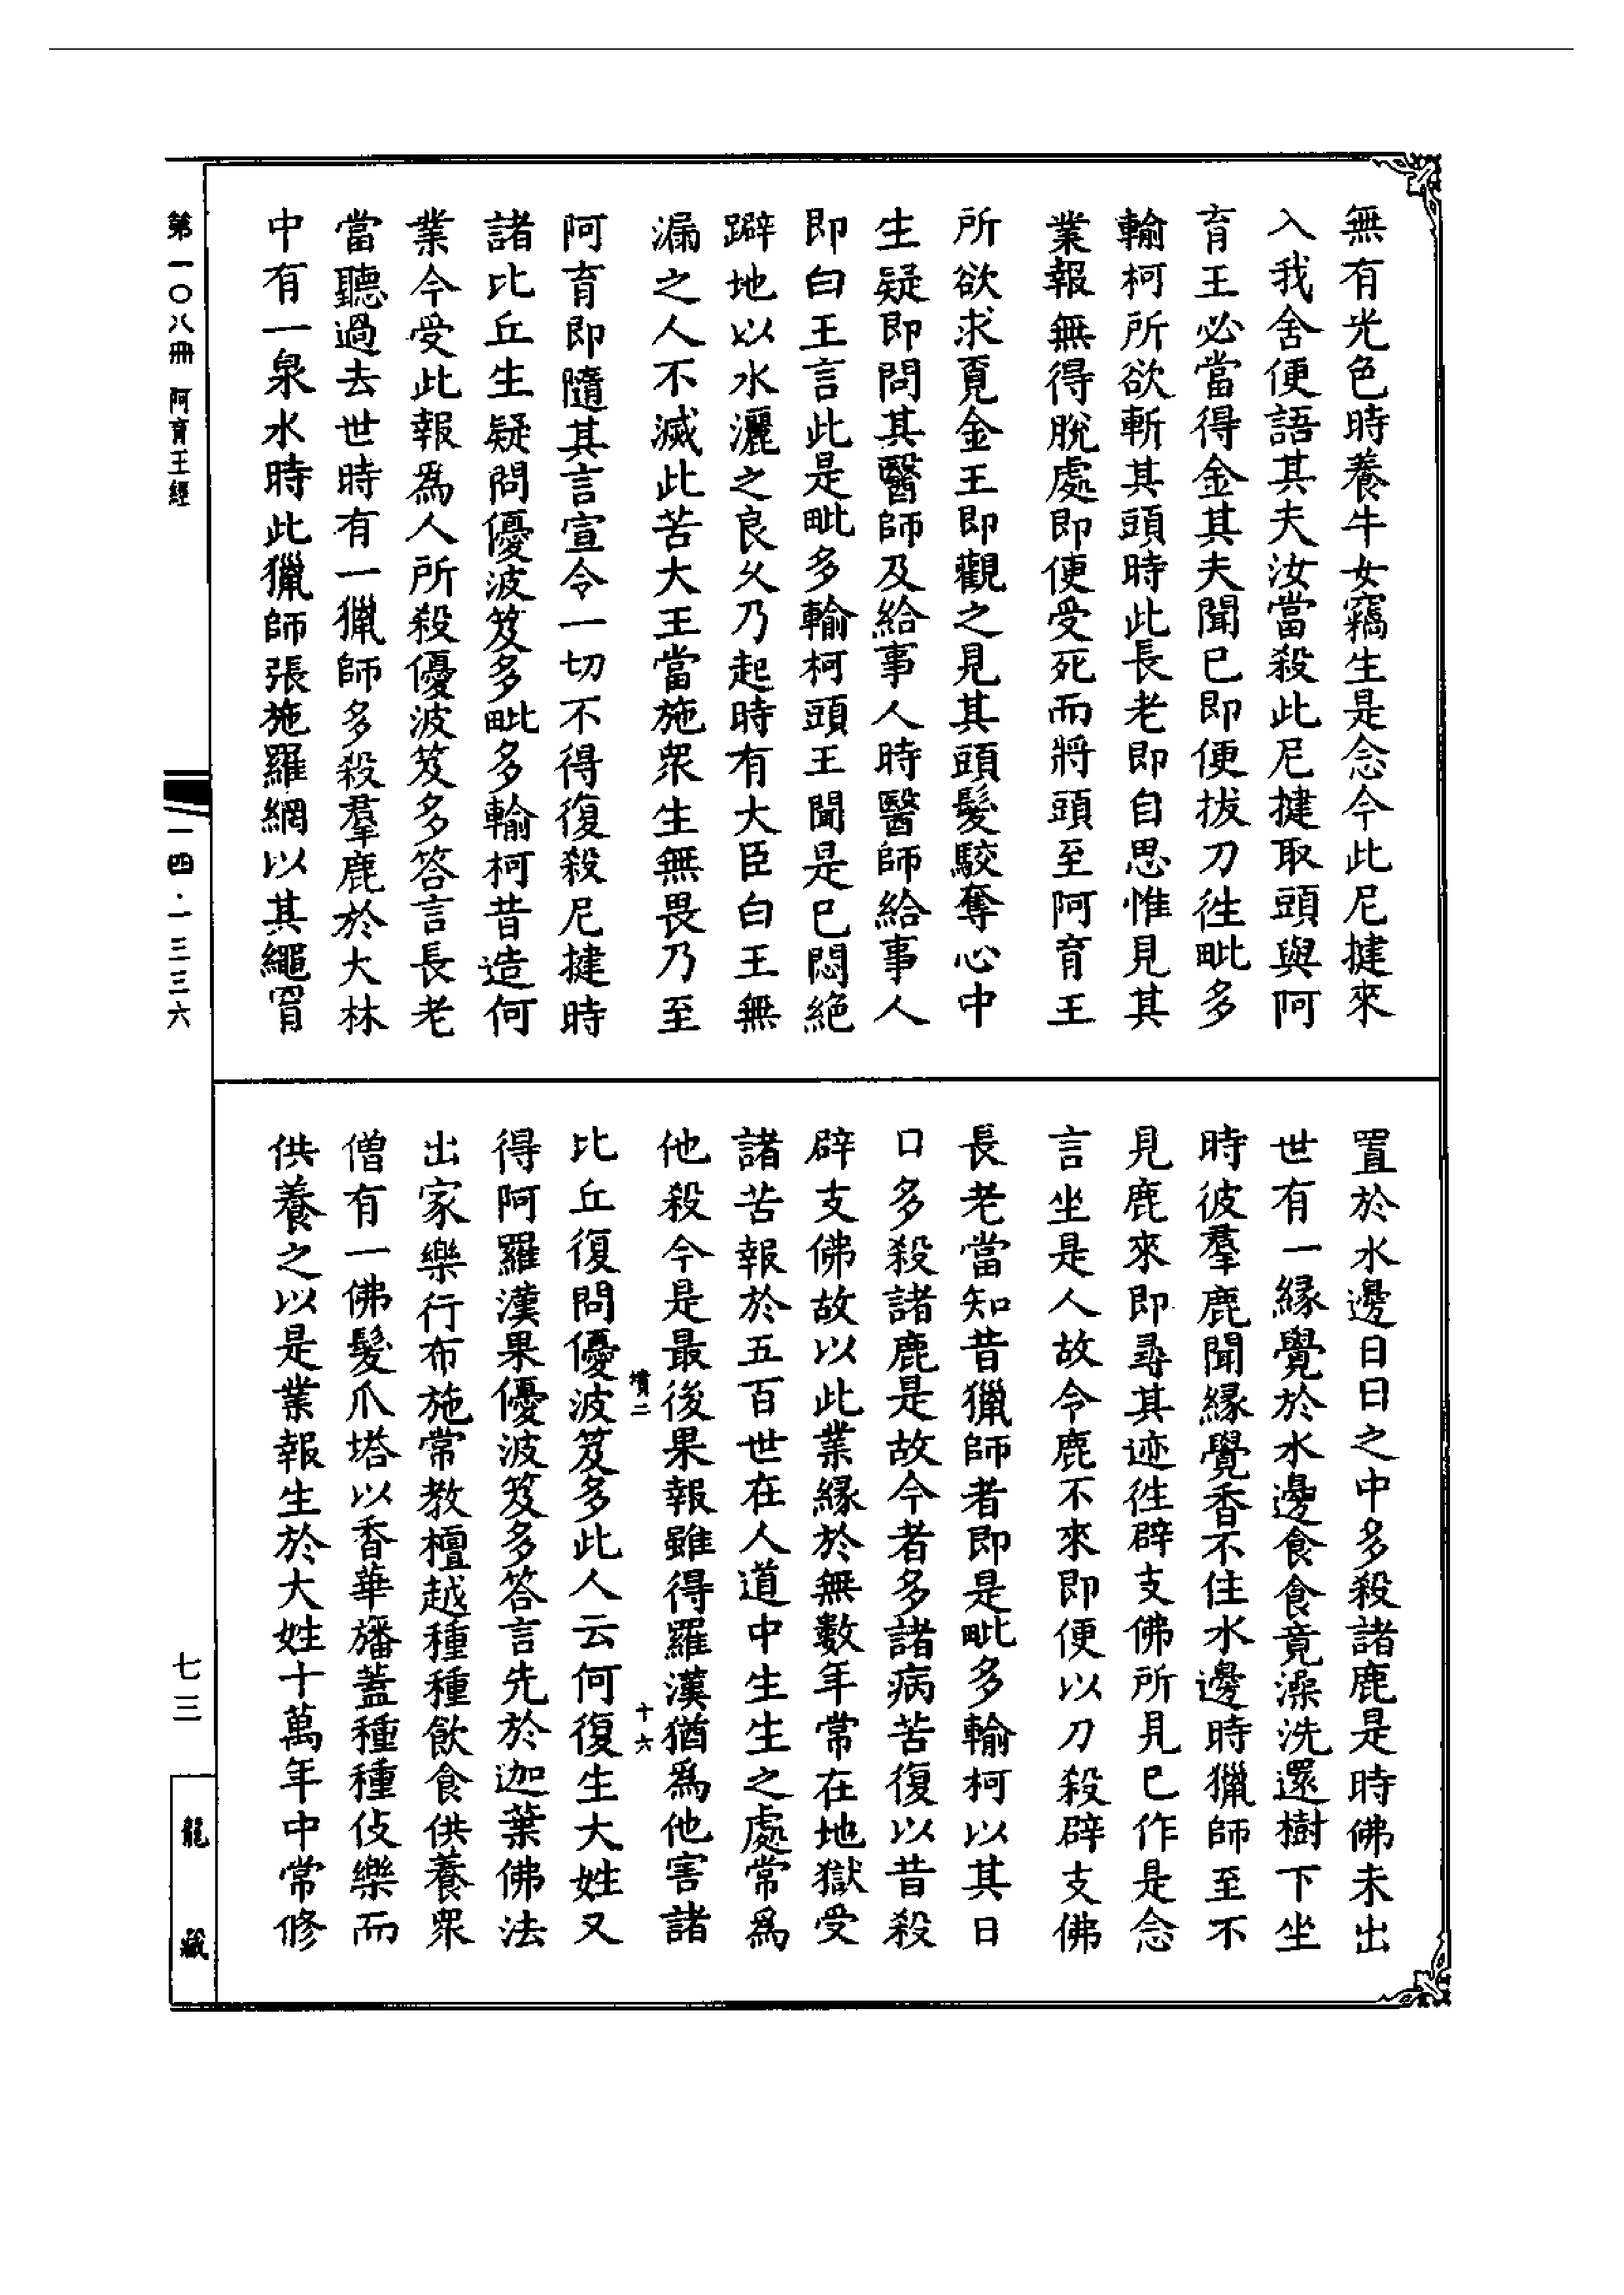 無有光色時養牛女竊生是念今此尼揵來
入我舍便語其夫汝當殺此尼揵取頭與阿
育王必當得金其夫聞已即便拔刀徃毗多
輸柯所欲斬其頭時此長老即自思惟見其
業報無得脫處即便受死而將頭至阿育王
所欲求覔金王即觀之見其頭髮駮奪心中
生疑即問其醫師及給事人時醫師給事人
即白王言此是毗多輸柯頭王聞是已悶絶
躃地以水灑之良乆乃起時有大臣白王無
漏之人不滅此苦大王當施衆生無畏乃至
阿育即隨其言宣令一切不得復殺尼揵時
諸比丘生疑問優波笈多毗多輸柯昔造何
業今受此報爲人所殺優波笈多答言長老
當聽過去世時有一獵師多殺羣鹿於大林
中有一泉水時此獵師張施羅網以其繩罥
置於水邊日日之中多殺諸鹿是時佛未出
世有一縁覺於水邊食食竟澡洗還樹下坐
時彼羣鹿聞縁覺香不住水邊時獵師至不
見鹿來即尋其迹徃辟支佛所見已作是念
言坐是人故令鹿不來即便以刀殺辟支佛
長老當知昔獵師者即是毗多輸柯以其日
口多殺諸鹿是故今者多諸病苦復以昔殺
辟支佛故以此業縁於無數年常在地獄受
諸苦報於五百世在人道中生生之處常爲
他殺今是最後果報雖得羅漢猶爲他害諸
墳二 十六
比丘復問優波笈多此人云何復生大姓又
得阿羅漢果優波笈多答言先於迦葉佛法
出家樂行布施常教檀越種種飲食供養衆
僧有一佛髮爪塔以香華旛蓋種種伎樂而
供養之以是業報生於大姓十萬年中常修
第一〇八冊 阿育王經
一四·一三三六
七三
龍藏